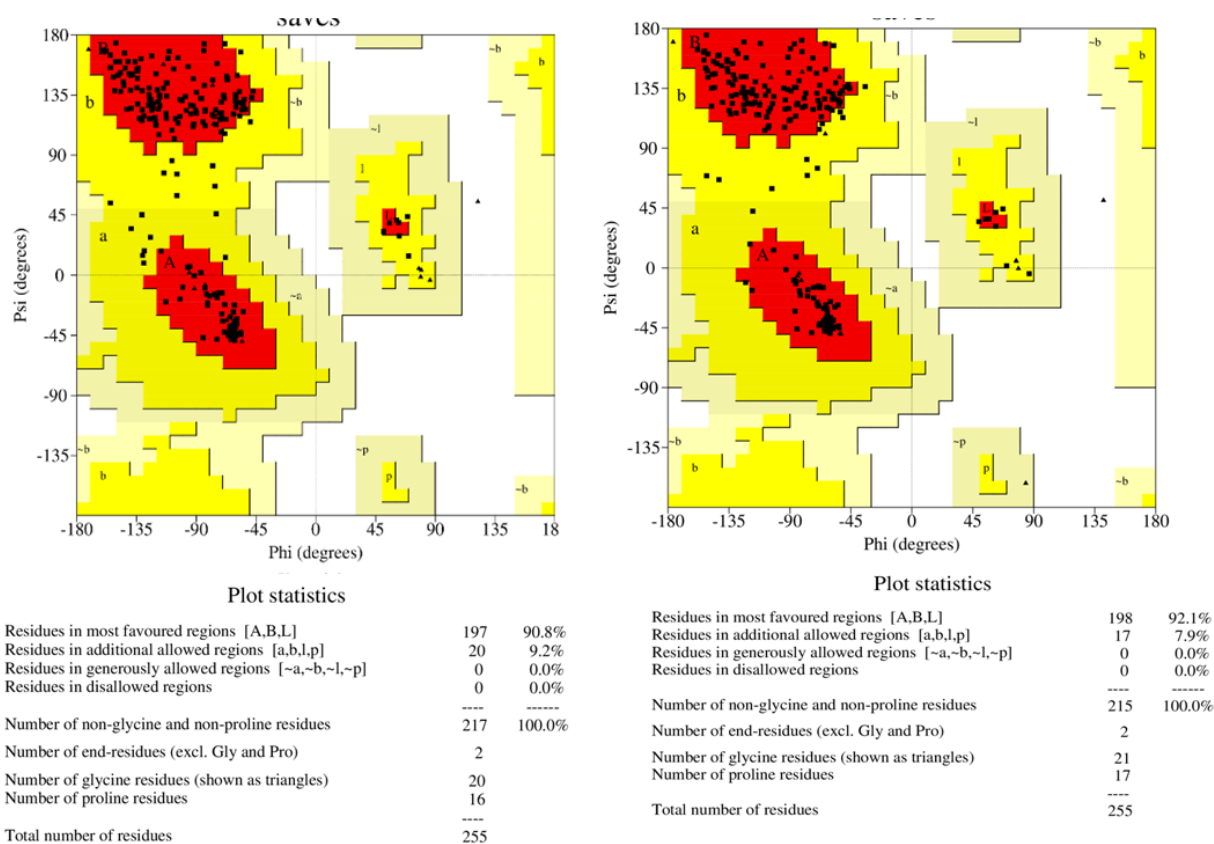 saves
180
135
90
45
0
-45
-90
-135
Psi (degrees)
B
b
~b
~l
l
L
a
A
~a
~b
b
~b
b
~p
p
~b
-180 -135 -90 -45 0 45 90 135 18
Phi (degrees)
Plot statistics
Residues in most favoured regions [A,B,L] 197 90.8%
Residues in additional allowed regions [a,b,l,p] 20 9.2%
Residues in generously allowed regions [~a,~b,~l,~p] 0 0.0%
Residues in disallowed regions 0 0.0%
---- ------
Number of non-glycine and non-proline residues 217 100.0%
Number of end-residues (excl. Gly and Pro) 2
Number of glycine residues (shown as triangles) 20
Number of proline residues 16
----
Total number of residues 255
180
135
90
45
0
-45
-90
-135
Psi (degrees)
B
b
~b
~l
l
L
a
A
~a
~b
b
~b
b
~p
p
~b
-180 -135 -90 -45 0 45 90 135 180
Phi (degrees)
Plot statistics
Residues in most favoured regions [A,B,L] 198 92.1%
Residues in additional allowed regions [a,b,l,p] 17 7.9%
Residues in generously allowed regions [~a,~b,~l,~p] 0 0.0%
Residues in disallowed regions 0 0.0%
---- ------
Number of non-glycine and non-proline residues 215 100.0%
Number of end-residues (excl. Gly and Pro) 2
Number of glycine residues (shown as triangles) 21
Number of proline residues 17
----
Total number of residues 255